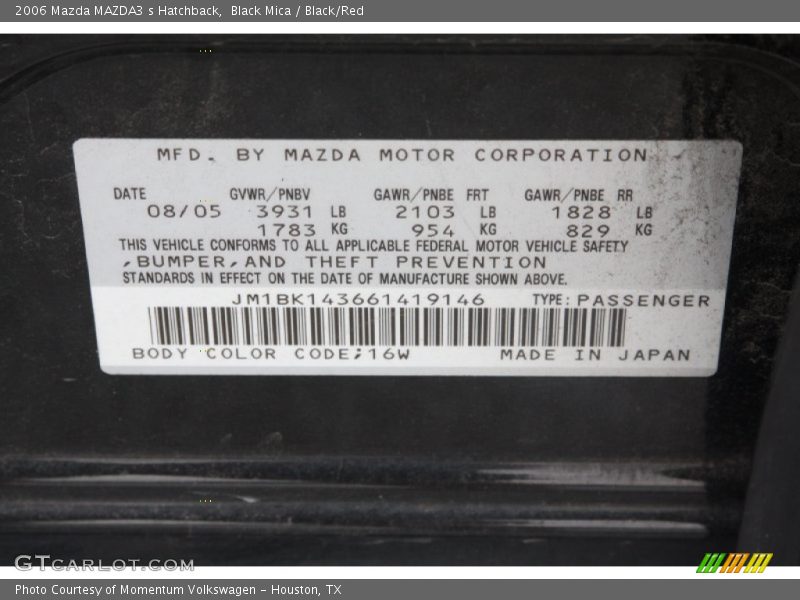 2006 Mazda MAZDA3 s Hatchback,  Black Mica / Black/Red
MFD. BY MAZDA MOTOR CORPORATION
DATE GVWR/PNBV GAWR/PNBE FRT GAWR/PNBE RR
08/05 3931 LB 2103 LB 1828 LB
1783 KG 954 KG 829 KG
THIS VEHICLE CONFORMS TO ALL APPLICABLE FEDERAL MOTOR VEHICLE SAFETY
,BUMPER,AND THEFT PREVENTION
STANDARDS IN EFFECT ON THE DATE OF MANUFACTURE SHOWN ABOVE.
JM1BK143661419146 TYPE: PASSENGER
BODY COLOR CODE;16W MADE IN JAPAN
GTCARLOT.COM
Photo Courtesy of Momentum Volkswagen – Houston, TX